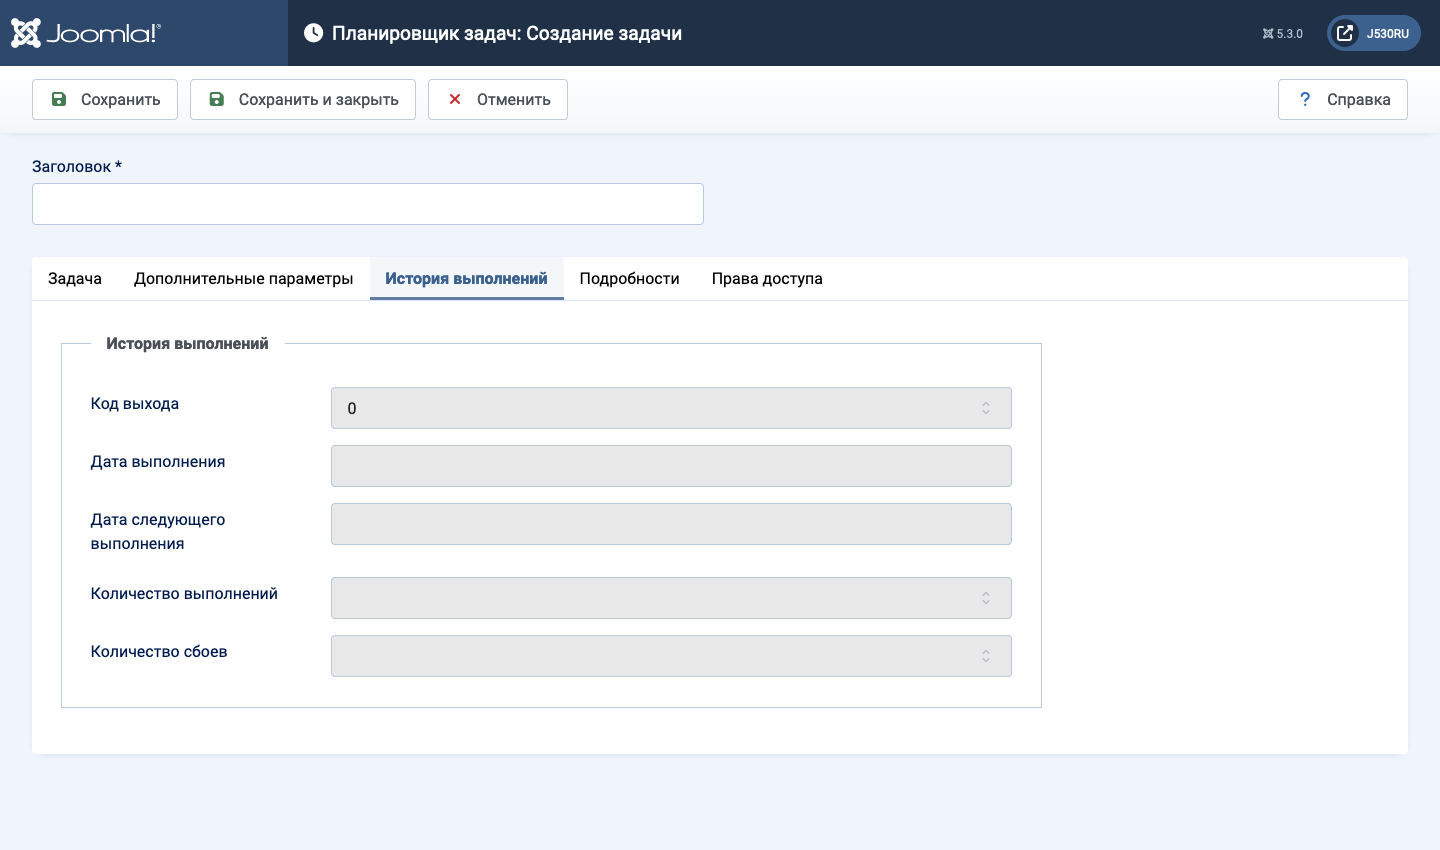 Joomla!®
Планировщик задач: Создание задачи
5.3.0
J530RU
Сохранить
Сохранить и закрыть
Отменить
? Справка
Заголовок *
Задача
Дополнительные параметры
История выполнений
Подробности
Права доступа
История выполнений
Код выхода
0
Дата выполнения
Дата следующего
выполнения
Количество выполнений
Количество сбоев